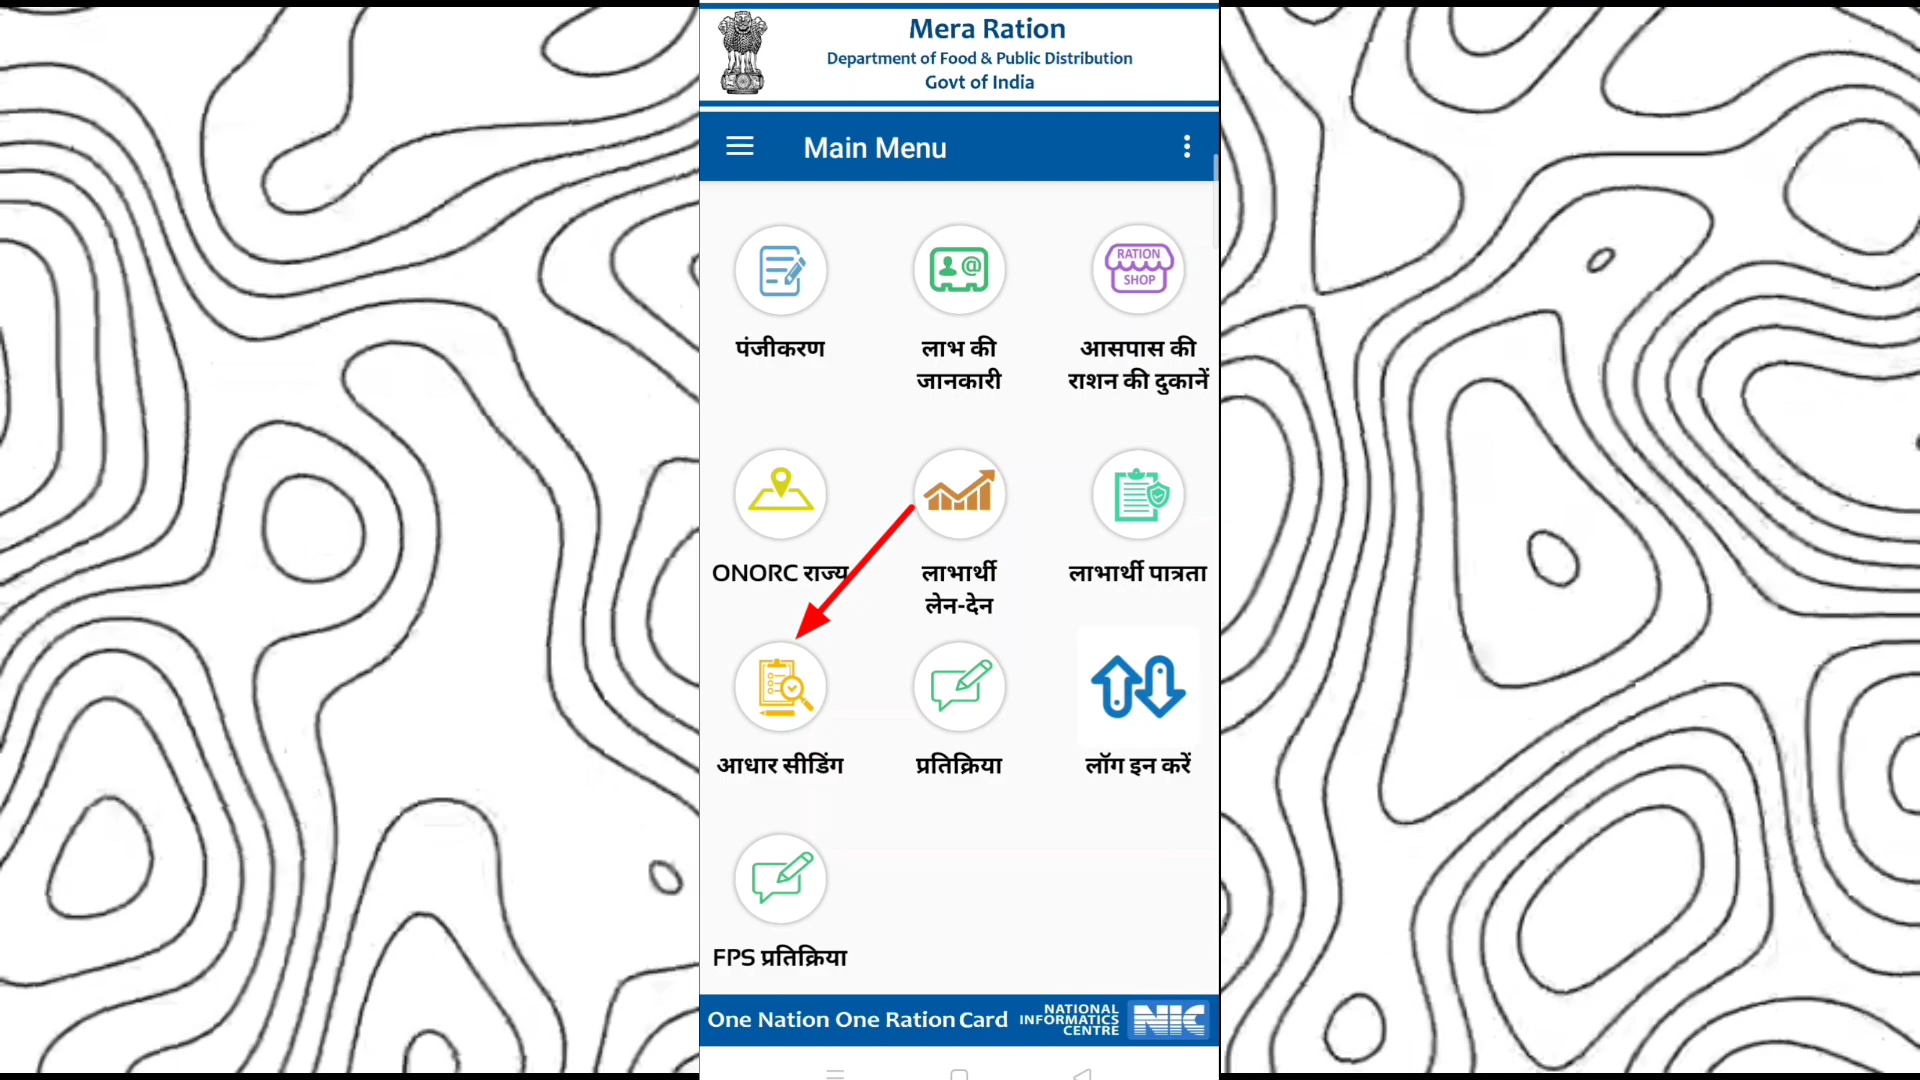 Mera Ration
Department of Food & Public Distribution
Govt of India
Main Menu
RATION
SHOP
पंजीकरण
लाभ की
जानकारी
आसपास की
राशन की दुकानें
ONORC राज्य
लाभार्थी
लेन-देन
लाभार्थी पात्रता
आधार सीडिंग
प्रतिक्रिया
लॉग इन करें
FPS प्रतिक्रिया
One Nation One Ration Card
NATIONAL
INFORMATICS
CENTRE
NIC